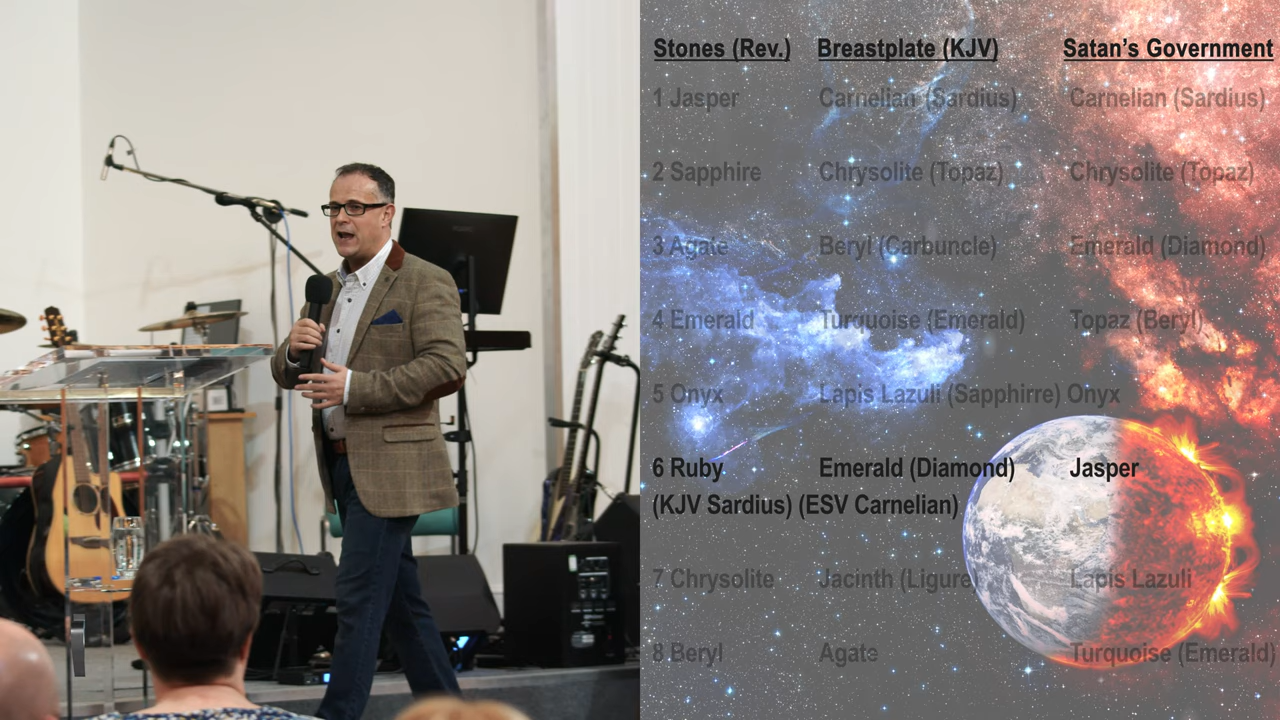 Stones (Rev.) Breastplate (KJV) Satan's Government
1 Jasper Carnelian (Sardius) Carnelian (Sardius)
2 Sapphire Chrysolite (Topaz) Chrysolite (Topaz)
3 Agate Beryl (Carbuncle) Emerald (Diamond)
4 Emerald Turquoise (Emerald) Topaz (Beryl)
5 Onyx Lapis Lazuli (Sapphirre) Onyx
6 Ruby Emerald (Diamond) Jasper
(KJV Sardius) (ESV Carnelian)
7 Chrysolite Jacinth (Ligure) Lapis Lazuli
8 Beryl Agate Turquoise (Emerald)